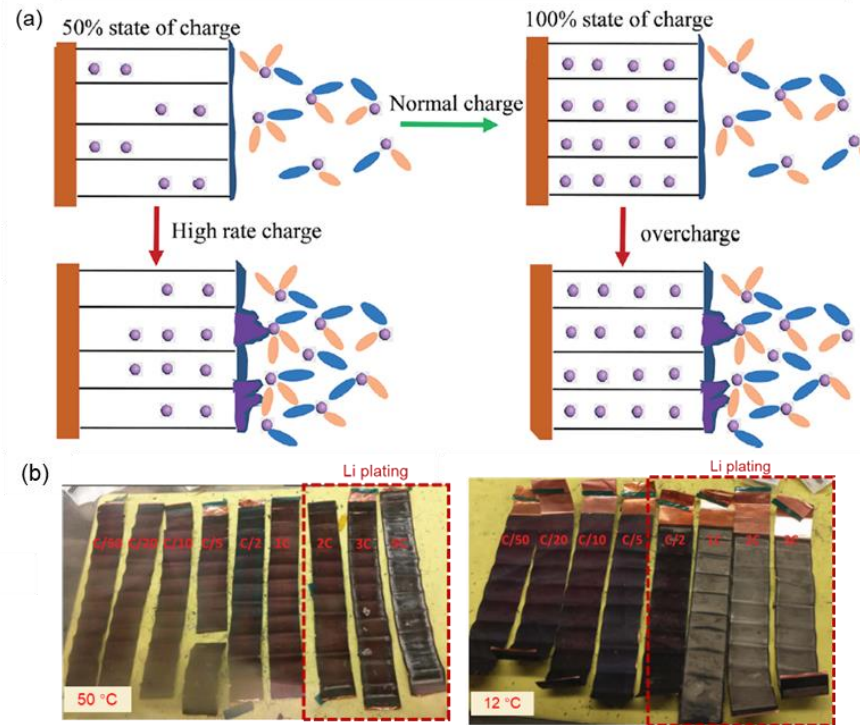 (a)
50% state of charge
100% state of charge
Normal charge
High rate charge
overcharge
(b)
Li plating
C/50
C/20
C/10
C/5
C/2
1C
2C
3C
50 °C
Li plating
C/50
C/20
C/10
C/5
C/2
1C
12 °C